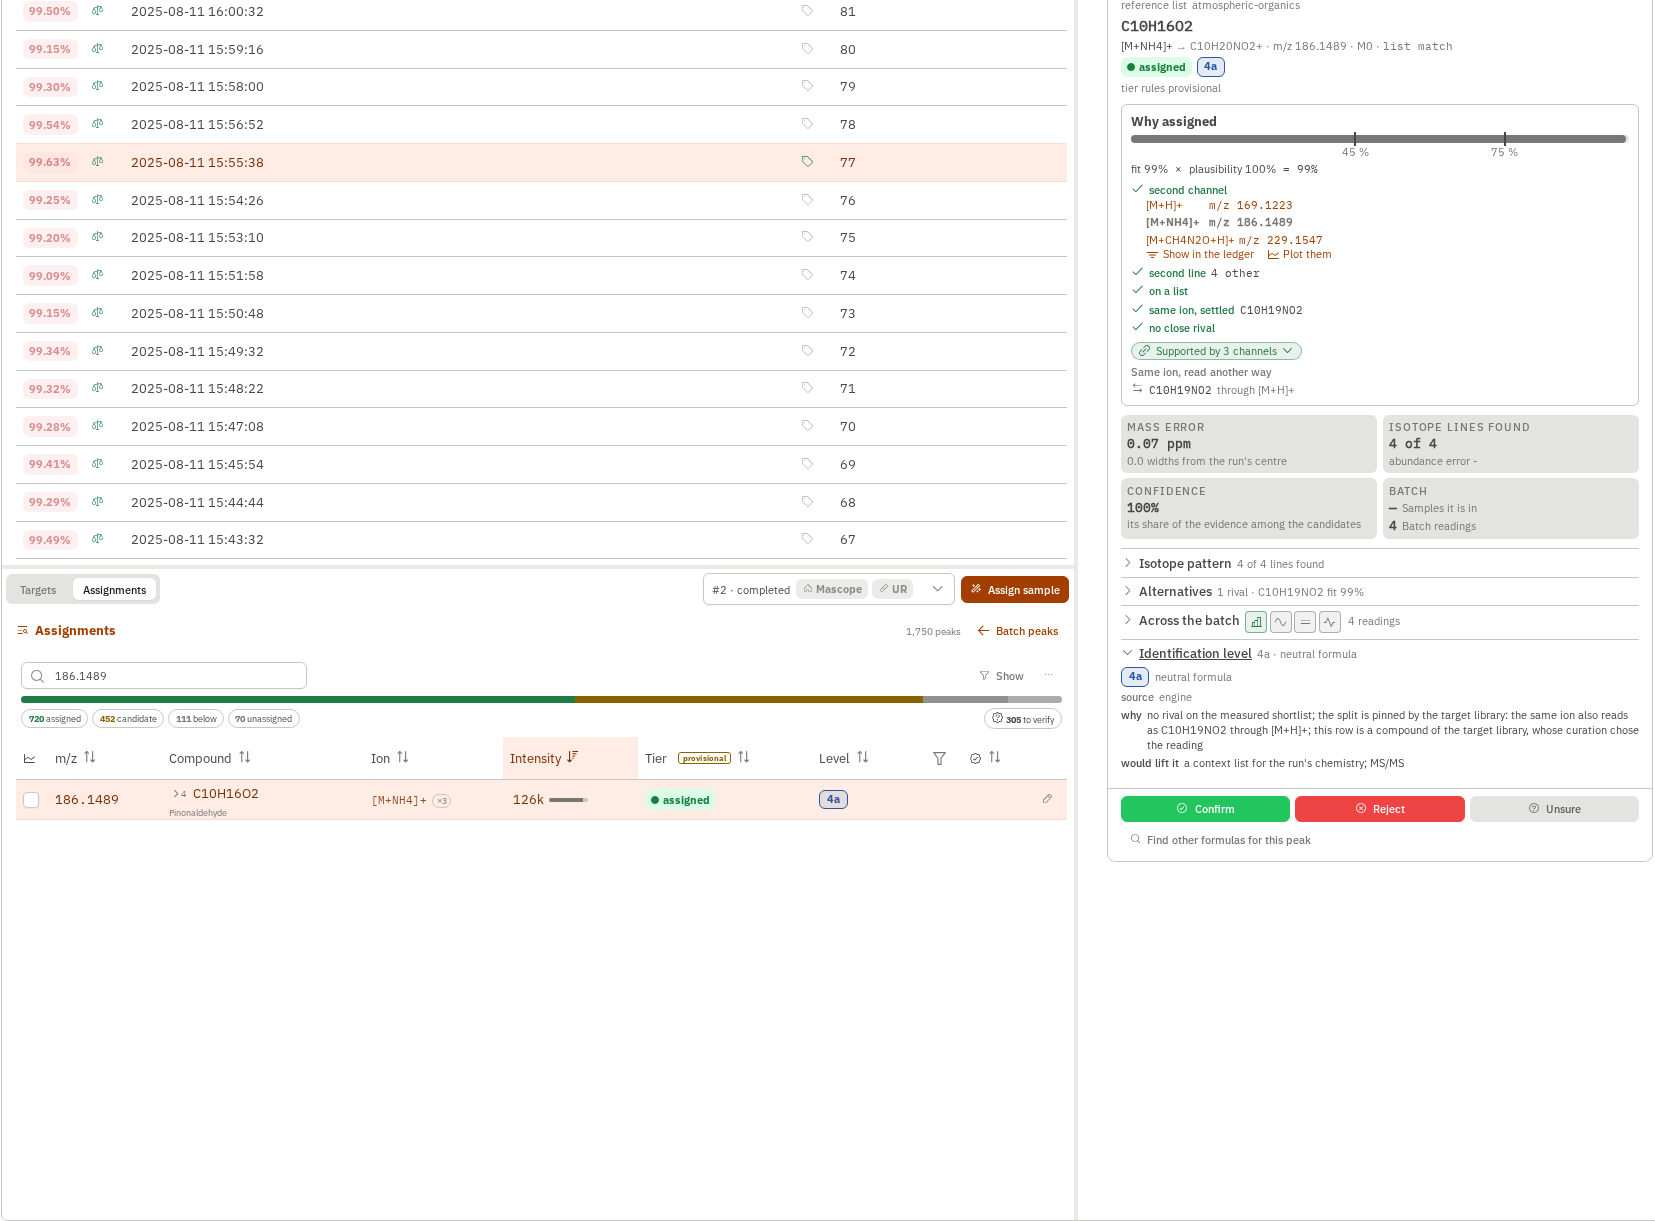 99.50% 2025-08-11 16:00:32 81
99.15% 2025-08-11 15:59:16 80
99.30% 2025-08-11 15:58:00 79
99.54% 2025-08-11 15:56:52 78
99.63% 2025-08-11 15:55:38 77
99.25% 2025-08-11 15:54:26 76
99.20% 2025-08-11 15:53:10 75
99.09% 2025-08-11 15:51:58 74
99.15% 2025-08-11 15:50:48 73
99.34% 2025-08-11 15:49:32 72
99.32% 2025-08-11 15:48:22 71
99.28% 2025-08-11 15:47:08 70
99.41% 2025-08-11 15:45:54 69
99.29% 2025-08-11 15:44:44 68
99.49% 2025-08-11 15:43:32 67
Targets Assignments #2 · completed Mascope UR Assign sample
Assignments 1,750 peaks Batch peaks
186.1489 Show ...
720 assigned 452 candidate 111 below 70 unassigned 305 to verify
m/z Compound Ion Intensity Tier provisional Level
186.1489 4 C10H16O2 [M+NH4]+ ×3 126k assigned 4a
Pinonaldehyde
reference list atmospheric-organics
C10H16O2
[M+NH4]+ → C10H20NO2+ · m/z 186.1489 · M0 · list match
assigned 4a
tier rules provisional
Why assigned
45 % 75 %
fit 99% × plausibility 100% = 99%
second channel
[M+H]+ m/z 169.1223
[M+NH4]+ m/z 186.1489
[M+CH4N2O+H]+ m/z 229.1547
Show in the ledger Plot them
second line 4 other
on a list
same ion, settled C10H19NO2
no close rival
Supported by 3 channels
Same ion, read another way
C10H19NO2 through [M+H]+
MASS ERROR
0.07 ppm
0.0 widths from the run's centre
ISOTOPE LINES FOUND
4 of 4
abundance error -
CONFIDENCE
100%
its share of the evidence among the candidates
BATCH
— Samples it is in
4 Batch readings
Isotope pattern 4 of 4 lines found
Alternatives 1 rival · C10H19NO2 fit 99%
Across the batch 4 readings
Identification level 4a · neutral formula
4a neutral formula
source engine
why no rival on the measured shortlist; the split is pinned by the target library: the same ion also reads
as C10H19NO2 through [M+H]+; this row is a compound of the target library, whose curation chose
the reading
would lift it a context list for the run's chemistry; MS/MS
Confirm Reject Unsure
Find other formulas for this peak